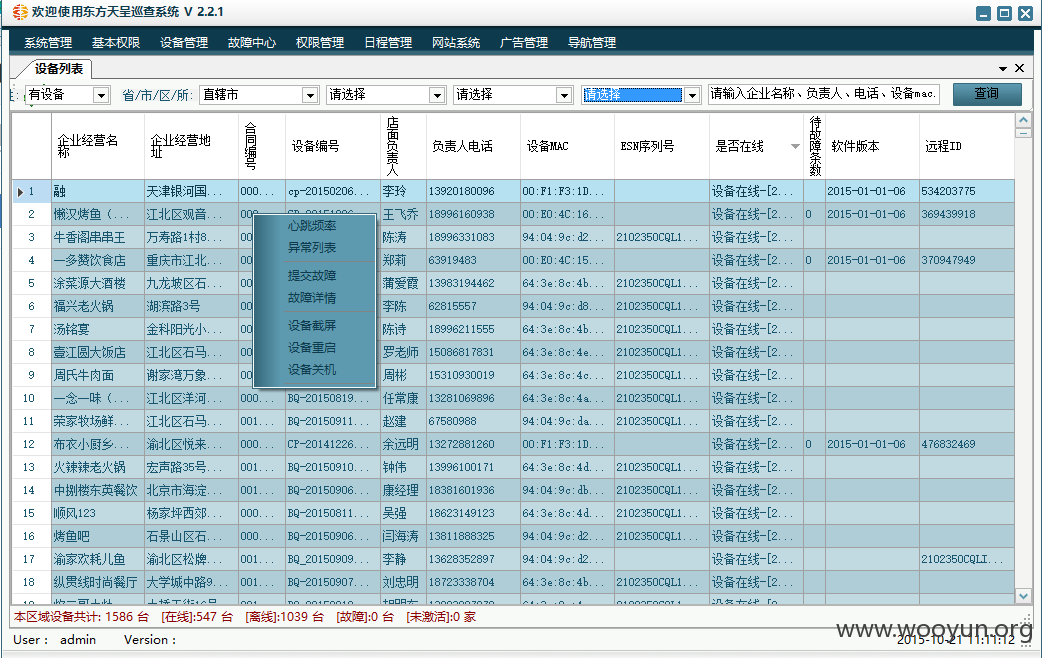 欢迎使用东方天呈巡查系统 V 2.2.1
系统管理 基本权限 设备管理 故障中心 权限管理 日程管理 网站系统 广告管理 导航管理
设备列表
有设备 省/市/区/所: 直辖市 请选择 请选择 请选择 请输入企业名称、负责人、电话、设备mac. 查询
企业经营名称 企业经营地址 合同编号 设备编号 店面负责人 负责人电话 设备MAC ESN序列号 是否在线 待故障条数 软件版本 远程ID
1 融 天津银河国... 000... cp-20150206... 李玲 13920180096 00:F1:F3:1D... 设备在线-[2... 2015-01-01-06 534203775
2 懒汉烤鱼（... 江北区观音... 王飞乔 18996160938 00:E0:4C:16... 设备在线-[2... 0 2015-01-01-06 369439918
3 牛香阁串串王 万寿路1村8... 陈涛 18996331083 94:04:9c:d2... 2102350CQL1... 设备在线-[2...
4 一多赞饮食店 重庆市江北... 郑莉 63919483 00:E0:4C:15... 设备在线-[2... 0 2015-01-01-06 370947949
5 涂菜源大酒楼 九龙坡区石... 蒲爱霞 13983194462 64:3e:8c:4b... 2102350CQL1... 设备在线-[2...
6 福兴老火锅 湖滨路3号 李陈 62815557 94:04:9c:d8... 2102350CQL1... 设备在线-[2...
7 汤铭宴 金科阳光小... 陈诗 18996211555 64:3e:8c:4b... 2102350CQL1... 设备在线-[2...
8 喜江圆大饭店 江北区石马... 罗老师 15086817831 64:3e:8c:4e... 2102350CQL1... 设备在线-[2...
9 周氏牛肉面 谢家湾万象... 周彬 15310930019 64:3e:8c:4c... 2102350CQL1... 设备在线-[2...
10 一念一味（... 江北区洋河... 000... BQ-20150819... 任常康 13281069896 64:3e:8c:4a... 2102350CQL1... 设备在线-[2...
11 荣家牧场鲜... 江北区石马... 001... BQ-20150911... 赵建 67580988 94:04:9c:da... 2102350CQL1... 设备在线-[2...
12 布衣小厨乡... 渝北区悦来... 000... CP-20141226... 余远明 13272881260 00:F1:F3:1D... 设备在线-[2... 0 2015-01-01-06 476832469
13 火辣辣老火锅 宏声路35号... 001... BQ-20150910... 钟伟 13996100171 64:3e:8c:4d... 2102350CQL1... 设备在线-[2...
14 中捌楼东英餐饮 北京市海淀... 001... BQ-20150906... 康经理 18381601936 94:04:9c:db... 2102350CQL1... 设备在线-[2...
15 顺风123 杨家坪西郊... 000... BQ-20150811... 吴强 18623149123 64:3e:8c:4d... 2102350CQL1... 设备在线-[2...
16 烤鱼吧 石景山区石... 000... BQ-20150906... 闫海涛 13811888325 94:04:9c:d2... 2102350CQL1... 设备在线-[2...
17 渝家欢耗儿鱼 渝北区松牌... 001... BQ_20150909... 李静 13628352897 94:04:9c:d2... 设备在线-[2... 2102350CQLI...
18 纵贯线时尚餐厅 大学城中路9... 001... BQ-20150907... 刘忠明 18723338704 64:3e:8c:4b... 2102350CQL1... 设备在线-[2...
心跳频率
异常列表
提交故障
故障详情
设备截屏
设备重启
设备关机
本区域设备共计: 1586 台 [在线]:547 台 [离线]:1039 台 [故障]:0 台 [未激活]:0 家
User： admin Version：
www.wooyun.org
2015-10-21 11:11:12